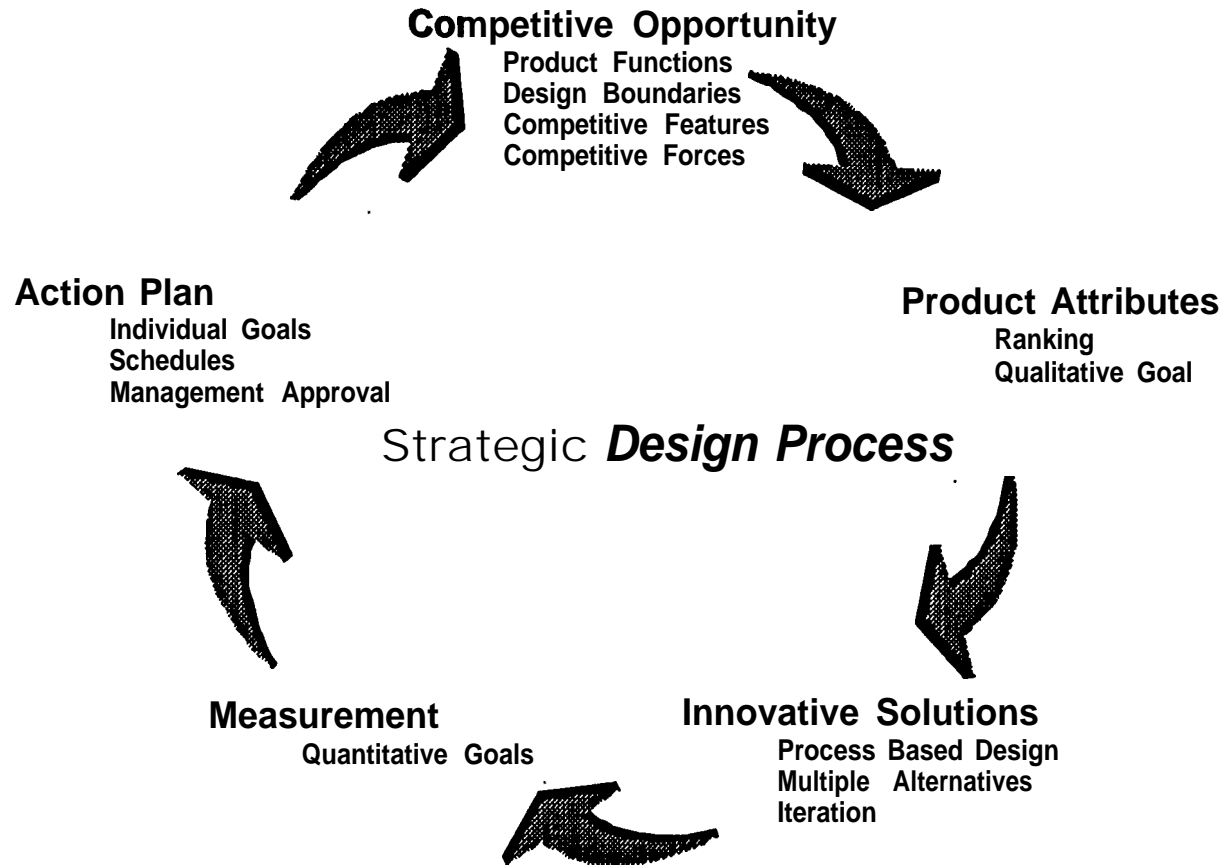 Competitive Opportunity
Product Functions
Design Boundaries
Competitive Features
Competitive Forces
Product Attributes
Ranking
Qualitative Goal
Innovative Solutions
Process Based Design
Multiple Alternatives
Iteration
Measurement
Quantitative Goals
Action Plan
Individual Goals
Schedules
Management Approval
Strategic Design Process